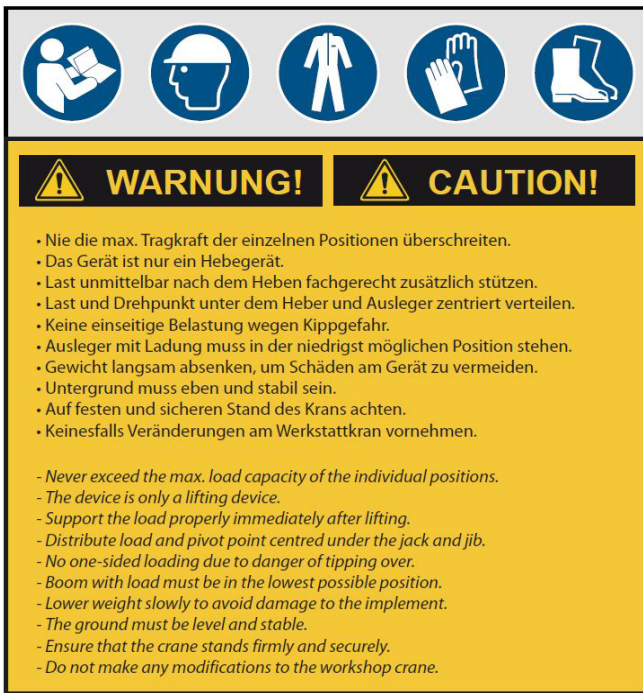 WARNUNG!
CAUTION!
• Nie die max. Tragkraft der einzelnen Positionen überschreiten.
• Das Gerät ist nur ein Hebegerät.
• Last unmittelbar nach dem Heben fachgerecht zusätzlich stützen.
• Last und Drehpunkt unter dem Heber und Ausleger zentriert verteilen.
• Keine einseitige Belastung wegen Kippgefahr.
• Ausleger mit Ladung muss in der niedrigst möglichen Position stehen.
• Gewicht langsam absenken, um Schäden am Gerät zu vermeiden.
• Untergrund muss eben und stabil sein.
• Auf festen und sicheren Stand des Krans achten.
• Keinesfalls Veränderungen am Werkstattkran vornehmen.
- Never exceed the max. load capacity of the individual positions.
- The device is only a lifting device.
- Support the load properly immediately after lifting.
- Distribute load and pivot point centred under the jack and jib.
- No one-sided loading due to danger of tipping over.
- Boom with load must be in the lowest possible position.
- Lower weight slowly to avoid damage to the implement.
- The ground must be level and stable.
- Ensure that the crane stands firmly and securely.
- Do not make any modifications to the workshop crane.